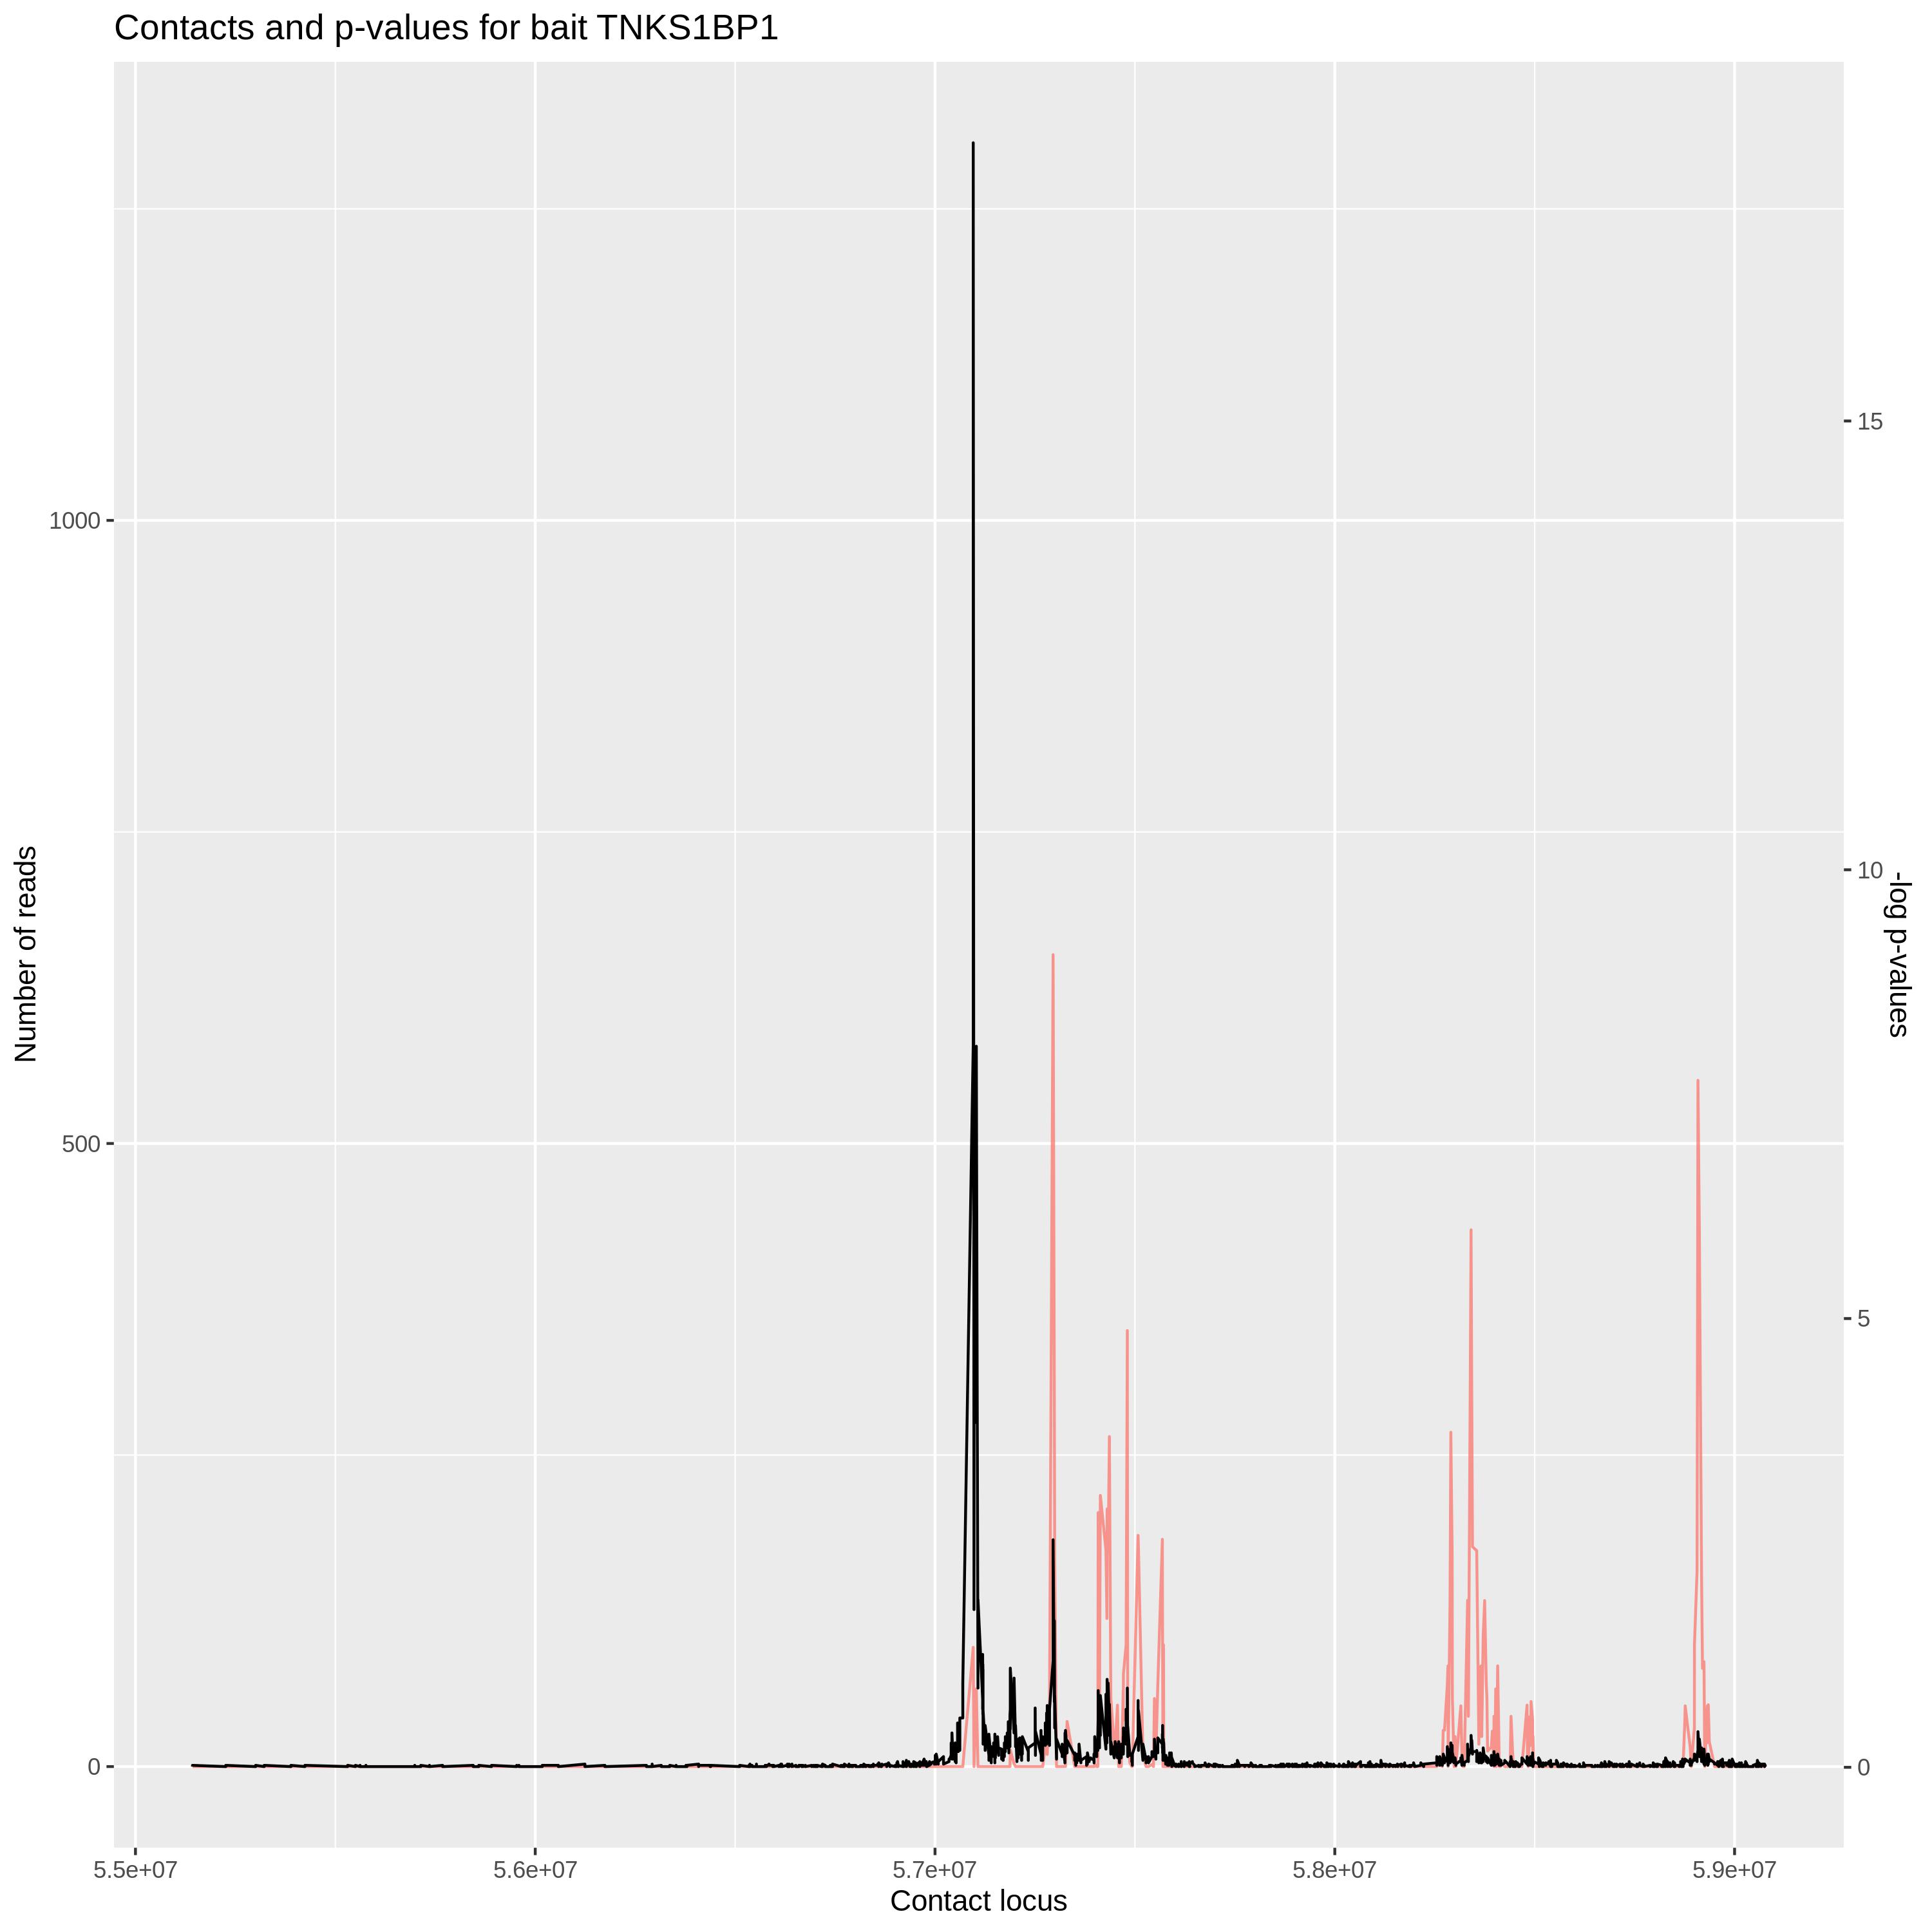 Contacts and p-values for bait TNKS1BP1
Number of reads
1000
500
0
15
10
5
0
-log p-values
5.5e+07
5.6e+07
5.7e+07
5.8e+07
5.9e+07
Contact locus